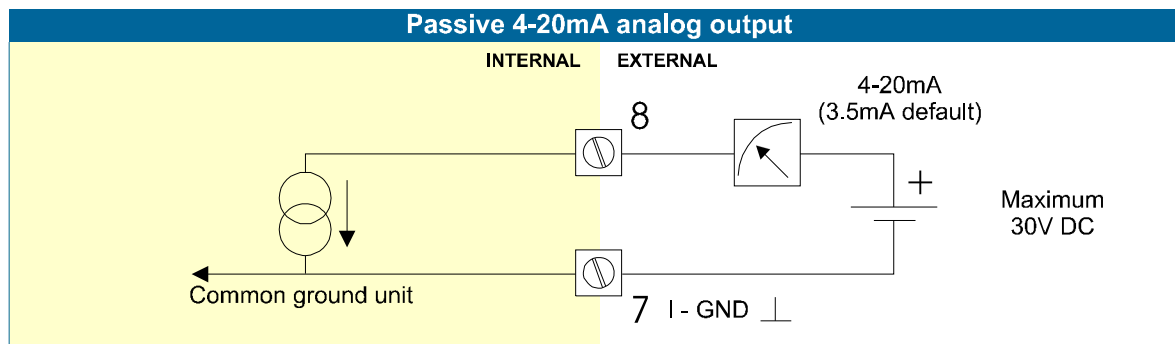 Passive 4-20mA analog output
INTERNAL
EXTERNAL
4-20mA
(3.5mA default)
8
+
Maximum
30V DC
Common ground unit
7 I - GND ⊥